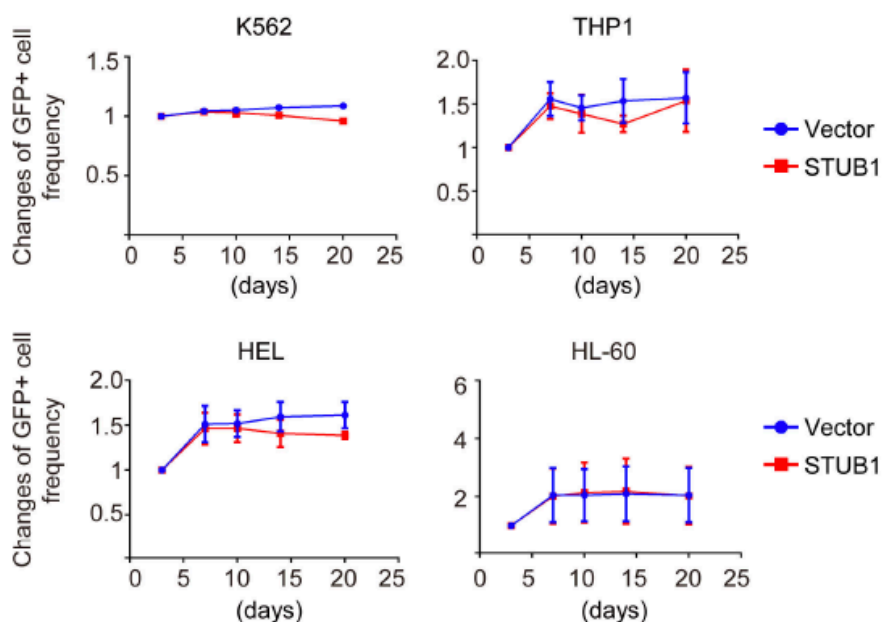 K562
THP1
Changes of GFP+ cell
frequency
1.5
1
0.5
0 5 10 15 20 25
(days)
2.0
1.5
1
0.5
0 5 10 15 20 25
(days)
Vector
STUB1
HEL
HL-60
Changes of GFP+ cell
frequency
2.0
1.5
1
0.5
0 5 10 15 20 25
(days)
6
4
2
0 5 10 15 20 25
(days)
Vector
STUB1